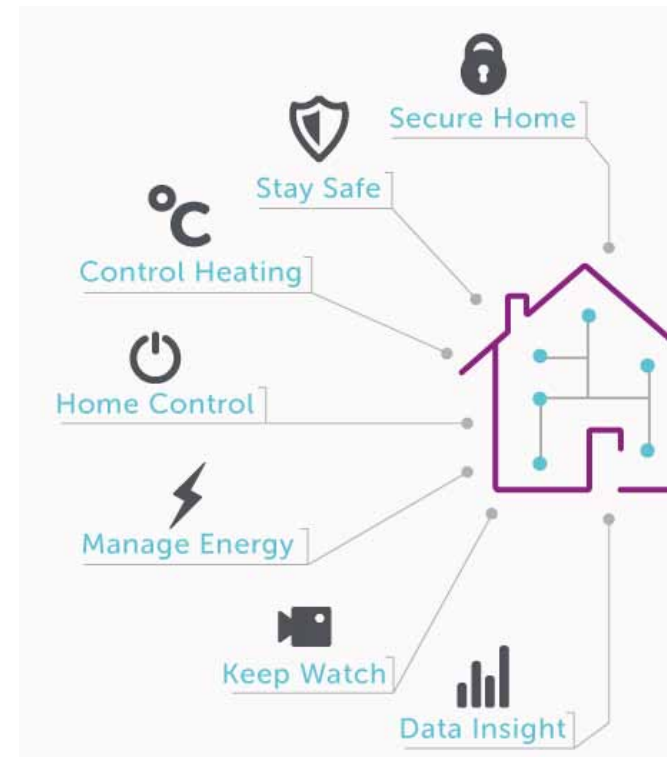 Secure Home
Stay Safe
°C
Control Heating
Home Control
Manage Energy
Keep Watch
Data Insight